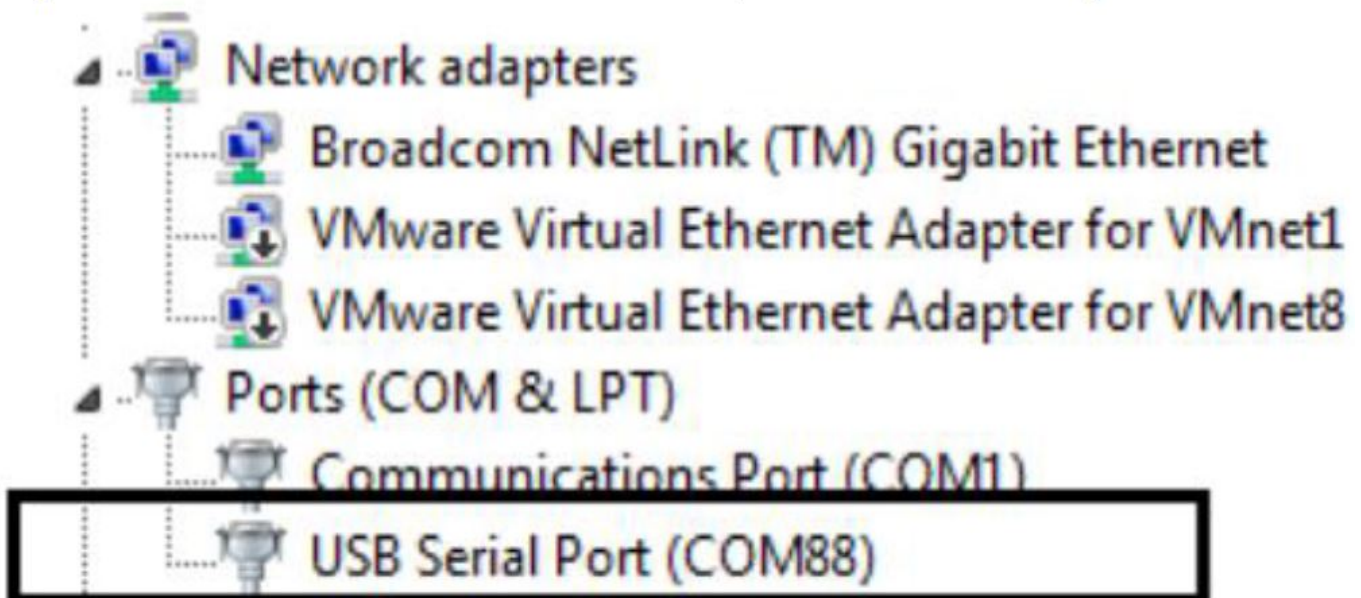 Network adapters
Broadcom NetLink (TM) Gigabit Ethernet
VMware Virtual Ethernet Adapter for VMnet1
VMware Virtual Ethernet Adapter for VMnet8
Ports (COM & LPT)
Communications Port (COM1)
USB Serial Port (COM88)